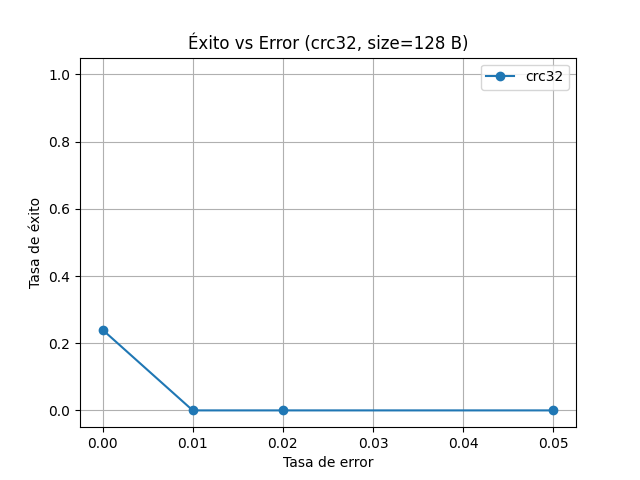 Éxito vs Error (crc32, size=128 B)
crc32
1.0
0.8
0.6
0.4
0.2
0.0
Tasa de éxito
0.00 0.01 0.02 0.03 0.04 0.05
Tasa de error